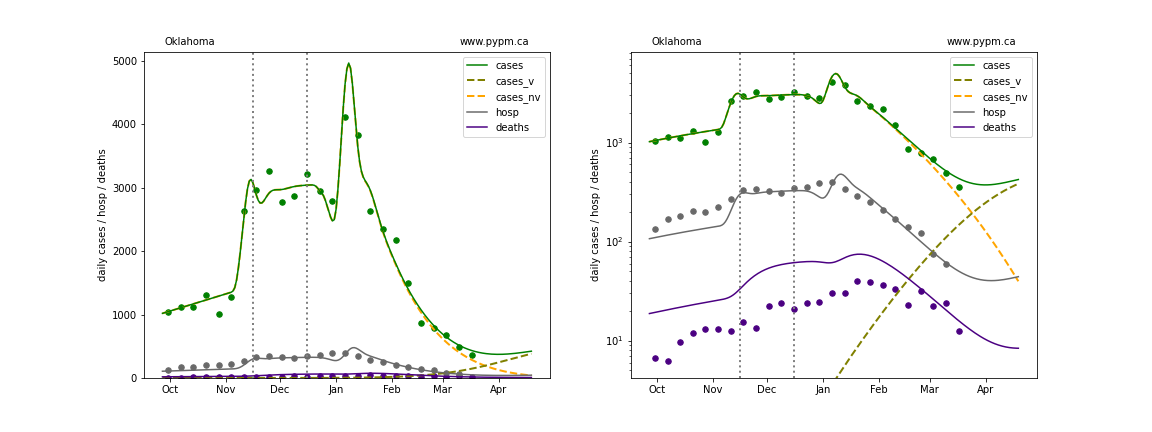 Oklahoma www.pypm.ca
daily cases / hosp / deaths
5000
4000
3000
2000
1000
0
Oct Nov Dec Jan Feb Mar Apr
cases
cases_v
cases_nv
hosp
deaths
Oklahoma www.pypm.ca
daily cases / hosp / deaths
10³
10²
10¹
Oct Nov Dec Jan Feb Mar Apr
cases
cases_v
cases_nv
hosp
deaths